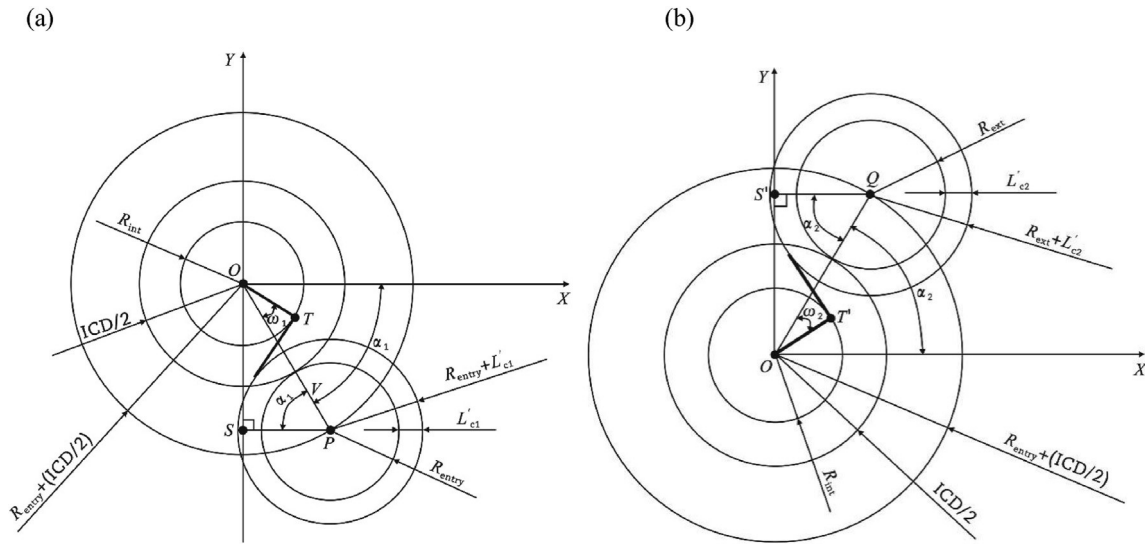 (a)
Y
R_int
O
X
ICD/2
ω_1
T
α_1
R_entry+L'_c1
α_1
V
L'_c1
S
P
R_entry
R_entry+(ICD/2)
(b)
Y
R_ext
Q
L'_c2
S'
α_2
R_ext+L'_c2
α_2
ω_2
T'
O
X
R_entry+(ICD/2)
R_int
ICD/2